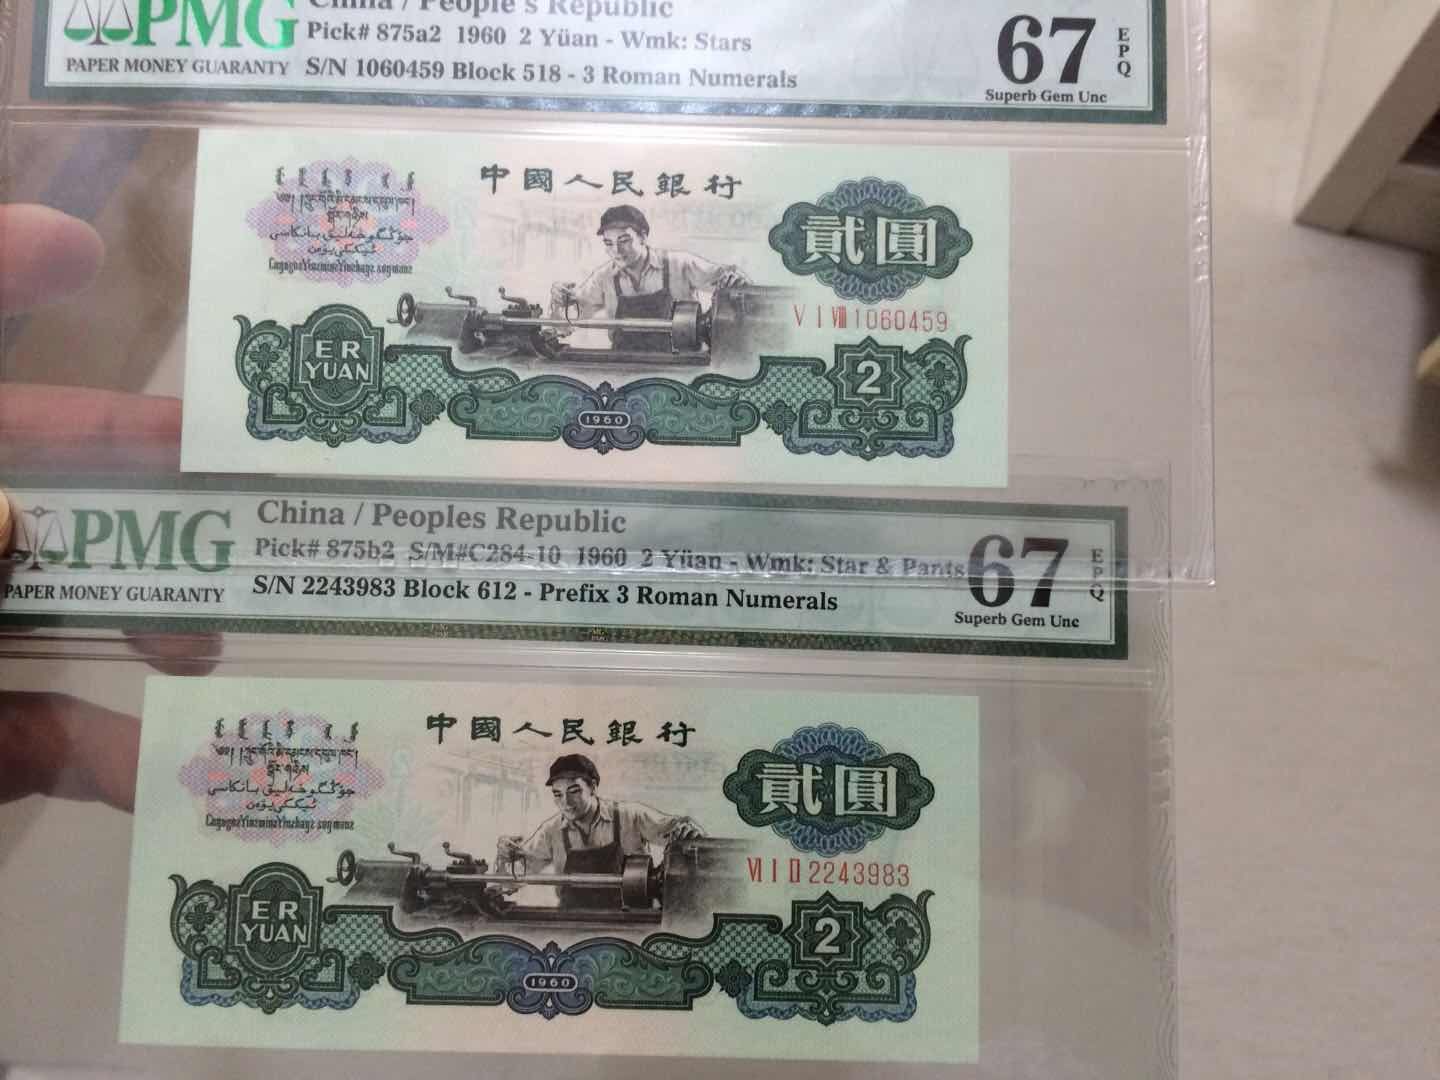 PMG
PAPER MONEY GUARANTY
China / People's Republic
Pick# 875a2 1960 2 Yüan - Wmk: Stars
S/N 1060459 Block 518 - 3 Roman Numerals
67
EPQ
Superb Gem Unc
中國人民銀行
貳圓
CungguzYinzminzYinzhangz song maenz
V I VIII 1060459
ER
YUAN
2
1960
PMG
PAPER MONEY GUARANTY
China / Peoples Republic
Pick# 875b2 S/M#C284-10 1960 2 Yüan - Wmk: Star & Pants
S/N 2243983 Block 612 - Prefix 3 Roman Numerals
67
EPQ
Superb Gem Unc
中國人民銀行
貳圓
VI I II 2243983
ER
YUAN
2
1960